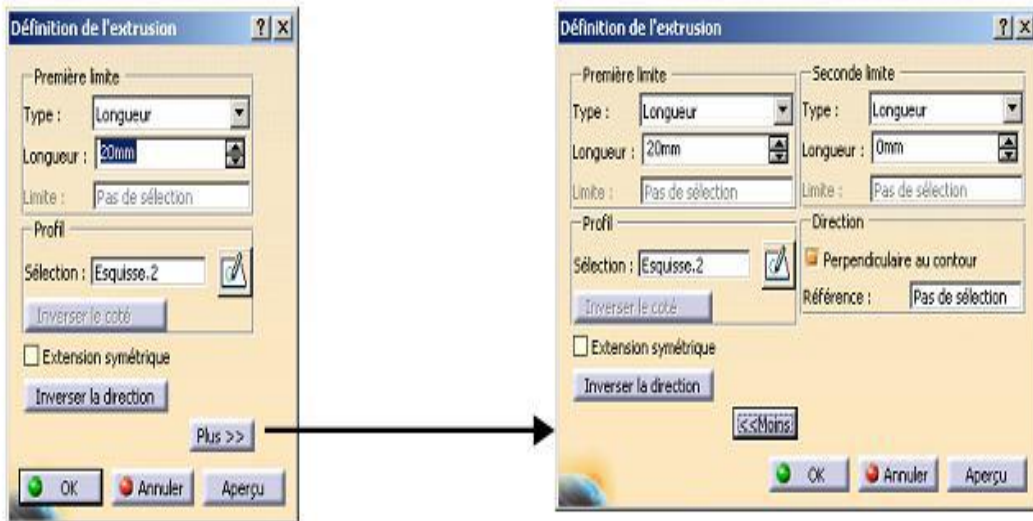 Définition de l'extrusion
Première limite
Type : Longueur
Longueur : 20mm
Limite : Pas de sélection
Profil
Sélection : Esquisse.2
Inverser le coté
Extension symétrique
Inverser la direction
Plus >>
OK Annuler Aperçu
Définition de l'extrusion
Première limite
Type : Longueur
Longueur : 20mm
Limite : Pas de sélection
Profil
Sélection : Esquisse.2
Inverser le coté
Extension symétrique
Inverser la direction
Seconde limite
Type : Longueur
Longueur : 0mm
Limite : Pas de sélection
Direction
Perpendiculaire au contour
Référence : Pas de sélection
<<Moins
OK Annuler Aperçu